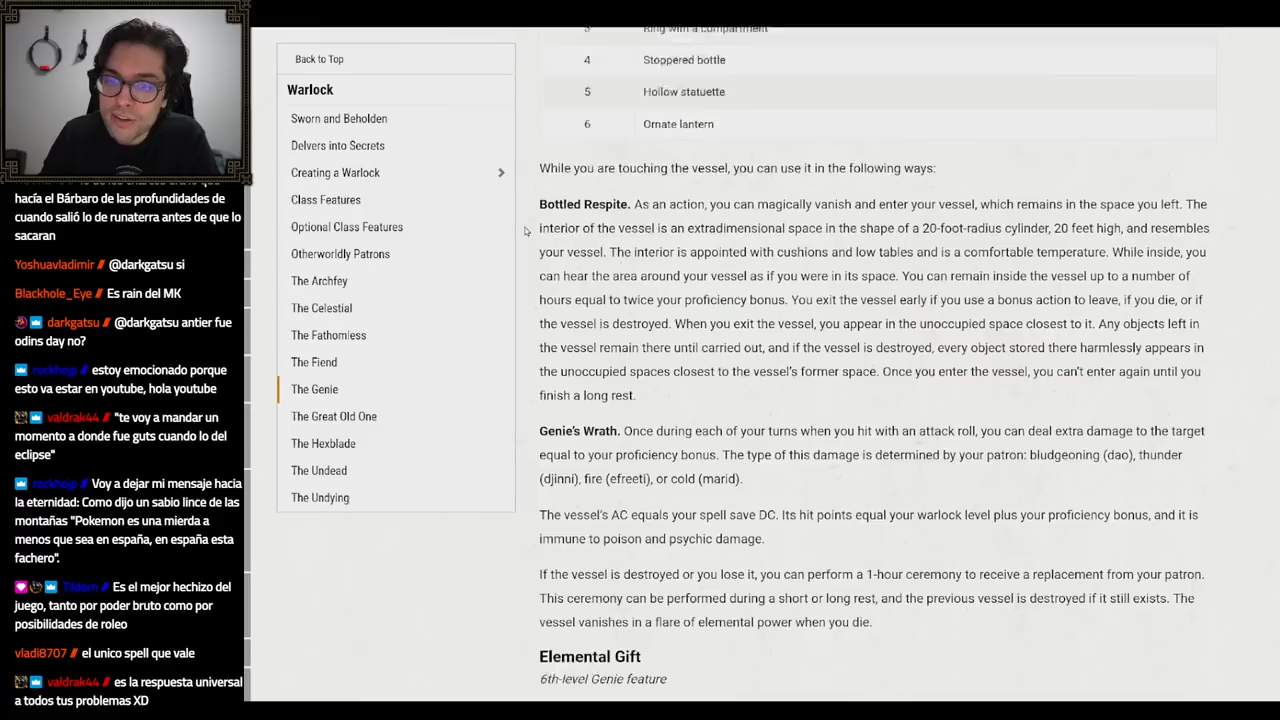 hacía el Bárbaro de las profundidades de
cuando salió lo de runaterra antes de que lo
sacaran
Yoshuavladimir // @darkgatsu si
Blackhole_Eye // Es rain del MK
darkgatsu // @darkgatsu antier fue
odins day no?
rockhojp // estoy emocionado porque
esto va estar en youtube, hola youtube
valdrak44 // "te voy a mandar un
momento a donde fue guts cuando lo del
eclipse"
rockhojp // Voy a dejar mi mensaje hacia
la eternidad: Como dijo un sabio lince de las
montañas "Pokemon es una mierda a
menos que sea en españa, en españa esta
fachero".
Tildom // Es el mejor hechizo del
juego, tanto por poder bruto como por
posibilidades de roleo
vladi8707 // el unico spell que vale
valdrak44 // es la respuesta universal
a todos tus problemas XD
Back to Top
Warlock
Sworn and Beholden
Delvers into Secrets
Creating a Warlock
Class Features
Optional Class Features
Otherworldly Patrons
The Archfey
The Celestial
The Fathomless
The Fiend
The Genie
The Great Old One
The Hexblade
The Undead
The Undying
3 Ring with a compartment
4 Stoppered bottle
5 Hollow statuette
6 Ornate lantern
While you are touching the vessel, you can use it in the following ways:
Bottled Respite. As an action, you can magically vanish and enter your vessel, which remains in the space you left. The
interior of the vessel is an extradimensional space in the shape of a 20-foot-radius cylinder, 20 feet high, and resembles
your vessel. The interior is appointed with cushions and low tables and is a comfortable temperature. While inside, you
can hear the area around your vessel as if you were in its space. You can remain inside the vessel up to a number of
hours equal to twice your proficiency bonus. You exit the vessel early if you use a bonus action to leave, if you die, or if
the vessel is destroyed. When you exit the vessel, you appear in the unoccupied space closest to it. Any objects left in
the vessel remain there until carried out, and if the vessel is destroyed, every object stored there harmlessly appears in
the unoccupied spaces closest to the vessel's former space. Once you enter the vessel, you can't enter again until you
finish a long rest.
Genie's Wrath. Once during each of your turns when you hit with an attack roll, you can deal extra damage to the target
equal to your proficiency bonus. The type of this damage is determined by your patron: bludgeoning (dao), thunder
(djinni), fire (efreeti), or cold (marid).
The vessel's AC equals your spell save DC. Its hit points equal your warlock level plus your proficiency bonus, and it is
immune to poison and psychic damage.
If the vessel is destroyed or you lose it, you can perform a 1-hour ceremony to receive a replacement from your patron.
This ceremony can be performed during a short or long rest, and the previous vessel is destroyed if it still exists. The
vessel vanishes in a flare of elemental power when you die.
Elemental Gift
6th-level Genie feature